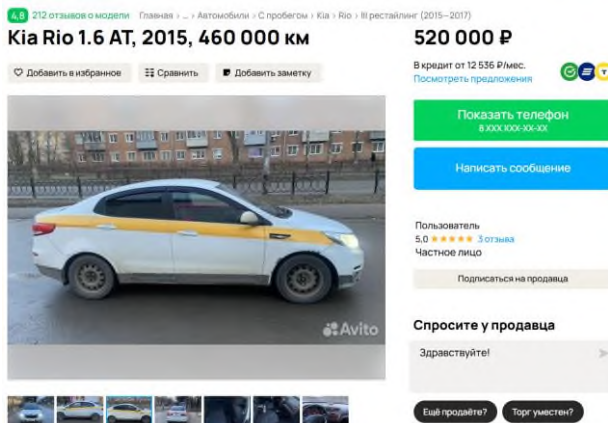 4,8 212 отзывов о модели Главная › ... › Автомобили › С пробегом › Kia › Rio › III рестайлинг (2015—2017)
Kia Rio 1.6 AT, 2015, 460 000 км
520 000 ₽
Добавить в избранное Сравнить Добавить заметку
В кредит от 12 536 ₽/мес.
Посмотреть предложения
Показать телефон
8 XXX XXX-XX-XX
Написать сообщение
Пользователь
5,0 3 отзыва
Частное лицо
Подписаться на продавца
Avito
Спросите у продавца
Здравствуйте!
Ещё продаёте? Торг уместен?